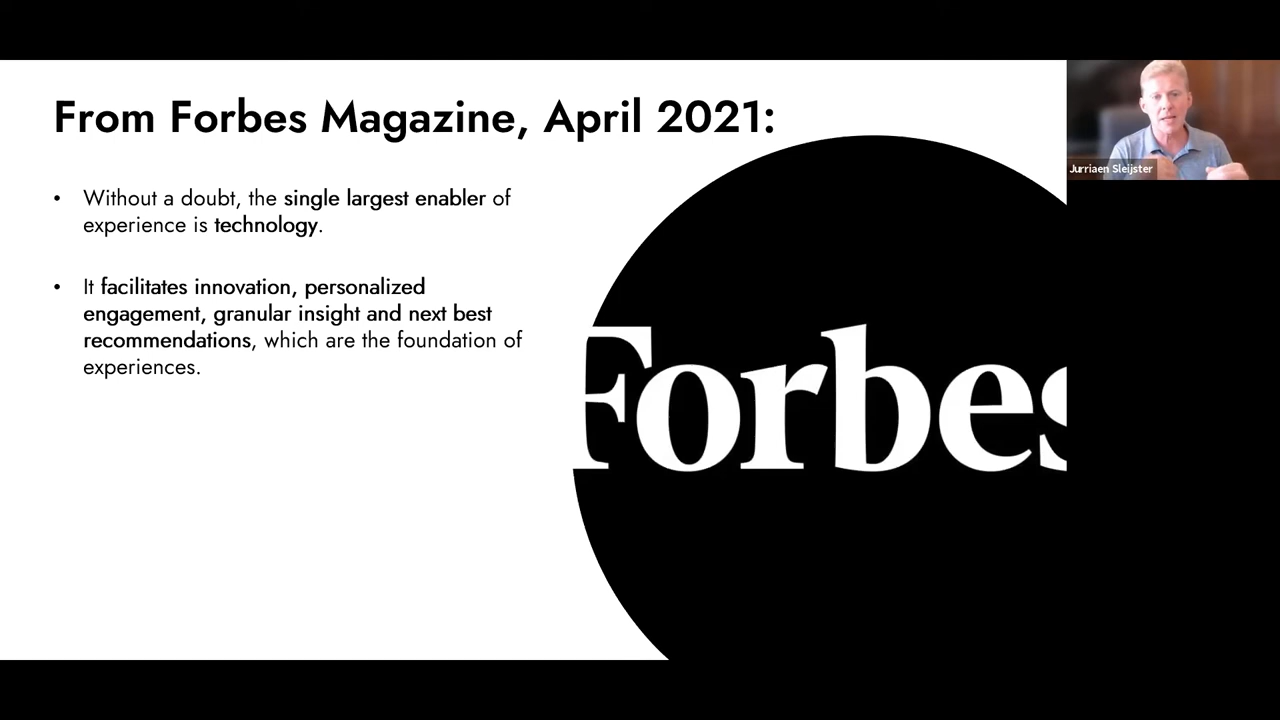 From Forbes Magazine, April 2021:
Jurriaen Sleijster
• Without a doubt, the single largest enabler of
experience is technology.
• It facilitates innovation, personalized
engagement, granular insight and next best
recommendations, which are the foundation of
experiences.
Forbes